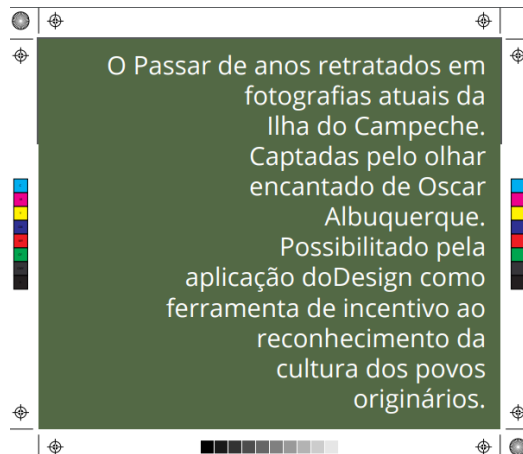 O Passar de anos retratados em
fotografias atuais da
Ilha do Campeche.
Captadas pelo olhar
encantado de Oscar
Albuquerque.
Possibilitado pela
aplicação doDesign como
ferramenta de incentivo ao
reconhecimento da
cultura dos povos
originários.